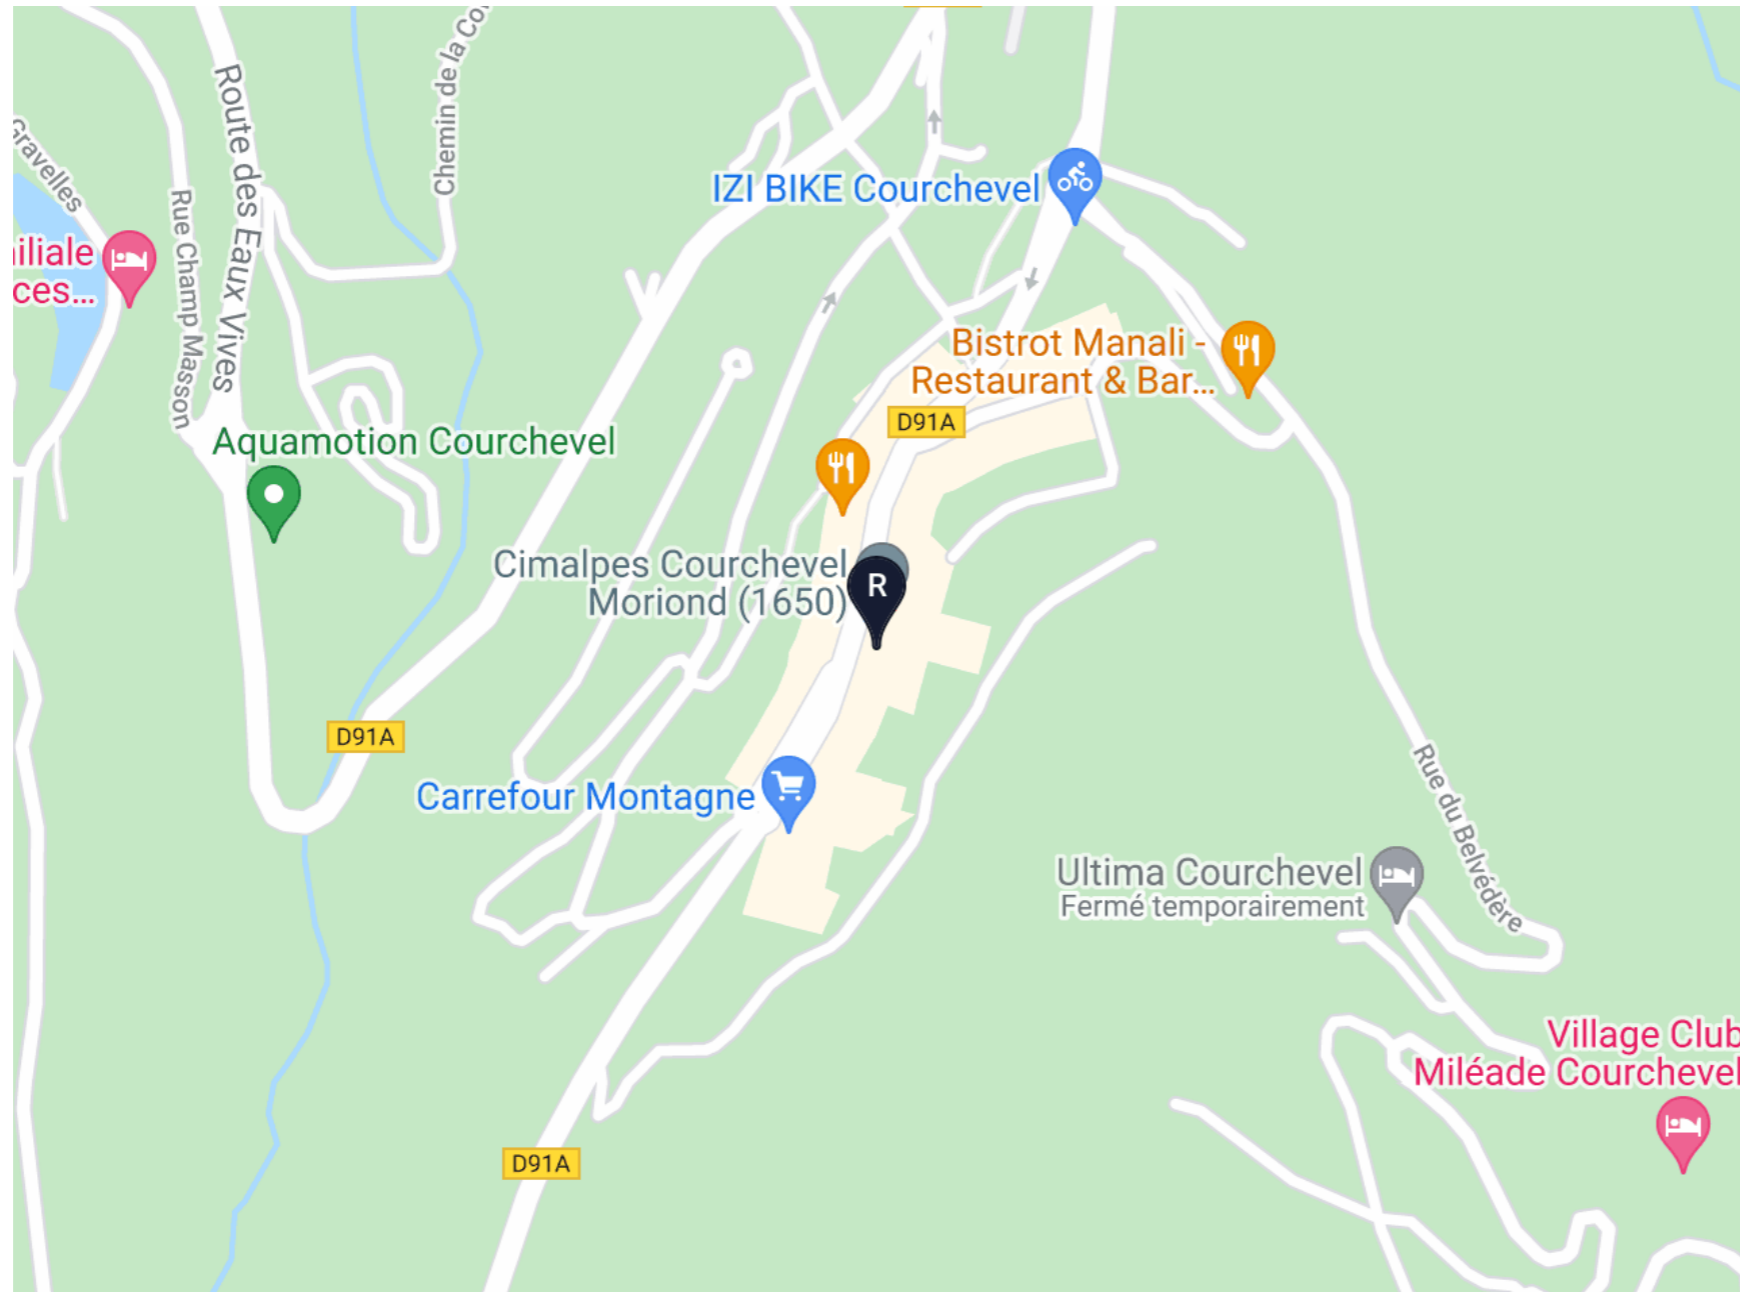 Gravelles
Route des Eaux Vives
Rue Champ Masson
Chemin de la Co
iliale
ces...
IZI BIKE Courchevel
Bistrot Manali -
Restaurant & Bar...
D91A
Aquamotion Courchevel
Cimalpes Courchevel
Moriond (1650)
R
D91A
Carrefour Montagne
Rue du Belvédère
Ultima Courchevel
Fermé temporairement
Village Club
Miléade Courchevel
D91A